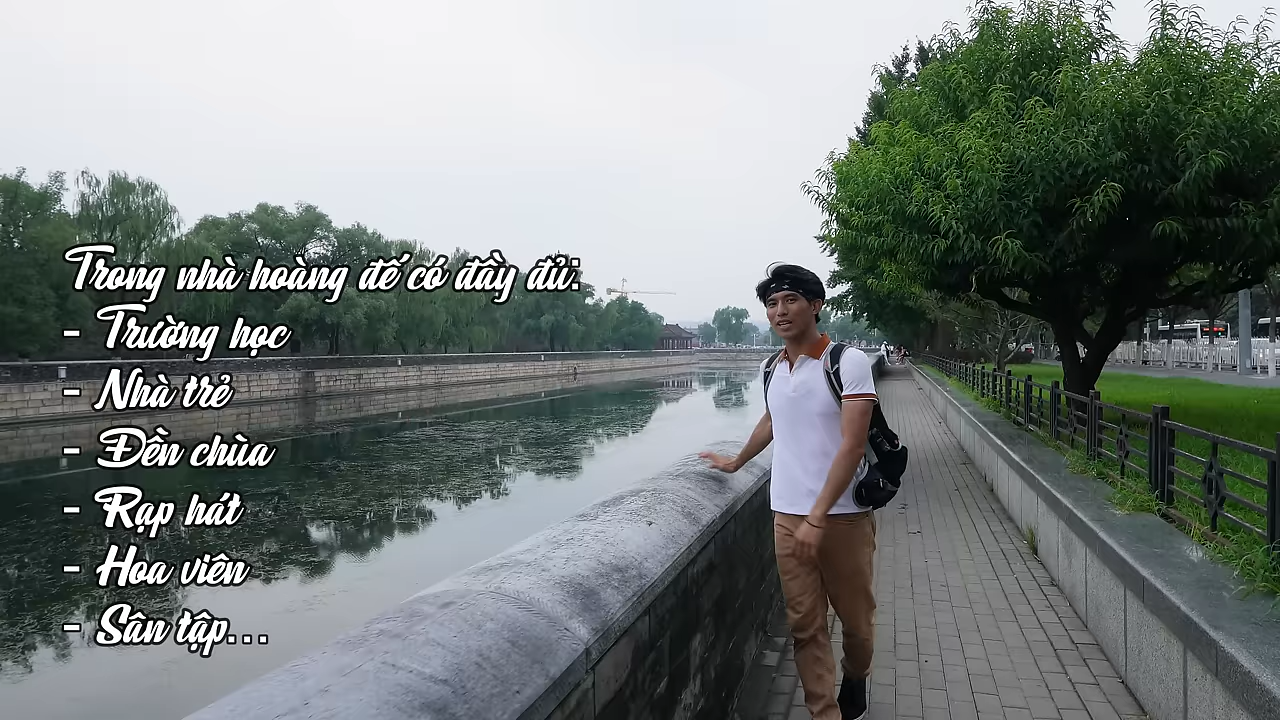 Trong nhà hoàng đế có đầy đủ:
- Trường học
- Nhà trẻ
- Đền chùa
- Rạp hát
- Hoa viên
- Sân tập...